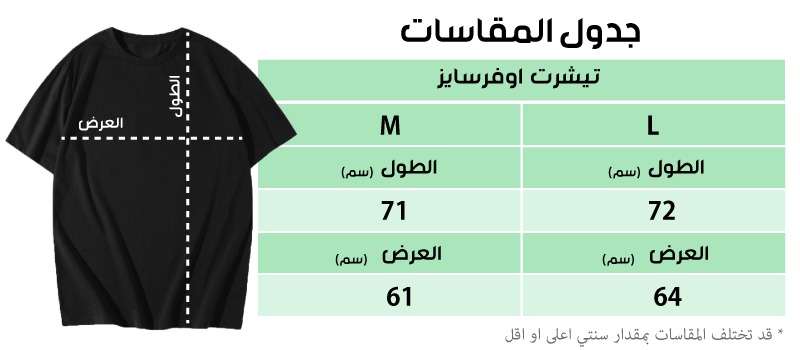 جدول المقاسات
تيشرت اوفرسايز
L M
الطول (سم) الطول (سم)
72 71
العرض (سم) العرض (سم)
64 61
* قد تختلف المقاسات بمقدار سنتي اعلى او اقل
الطول
العرض